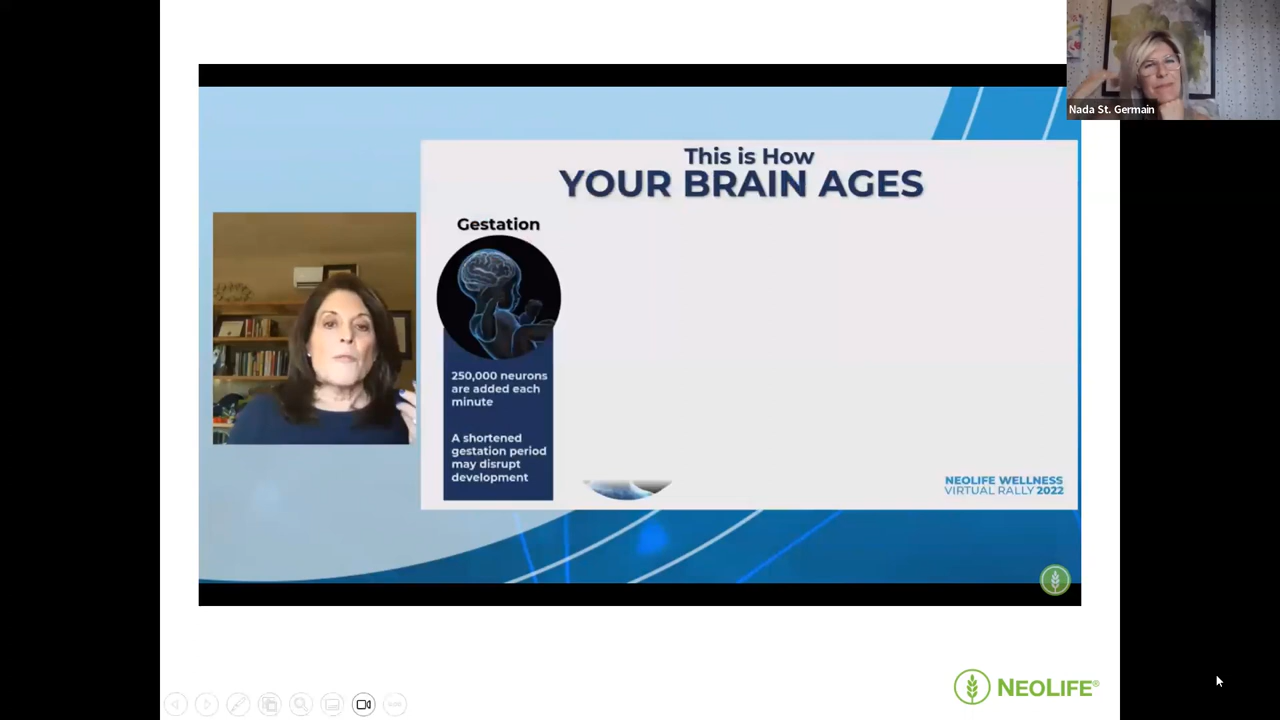 Nada St. Germain
This is How
YOUR BRAIN AGES
Gestation
250,000 neurons
are added each
minute
A shortened
gestation period
may disrupt
development
NEOLIFE WELLNESS
VIRTUAL RALLY 2022
NEOLIFE®